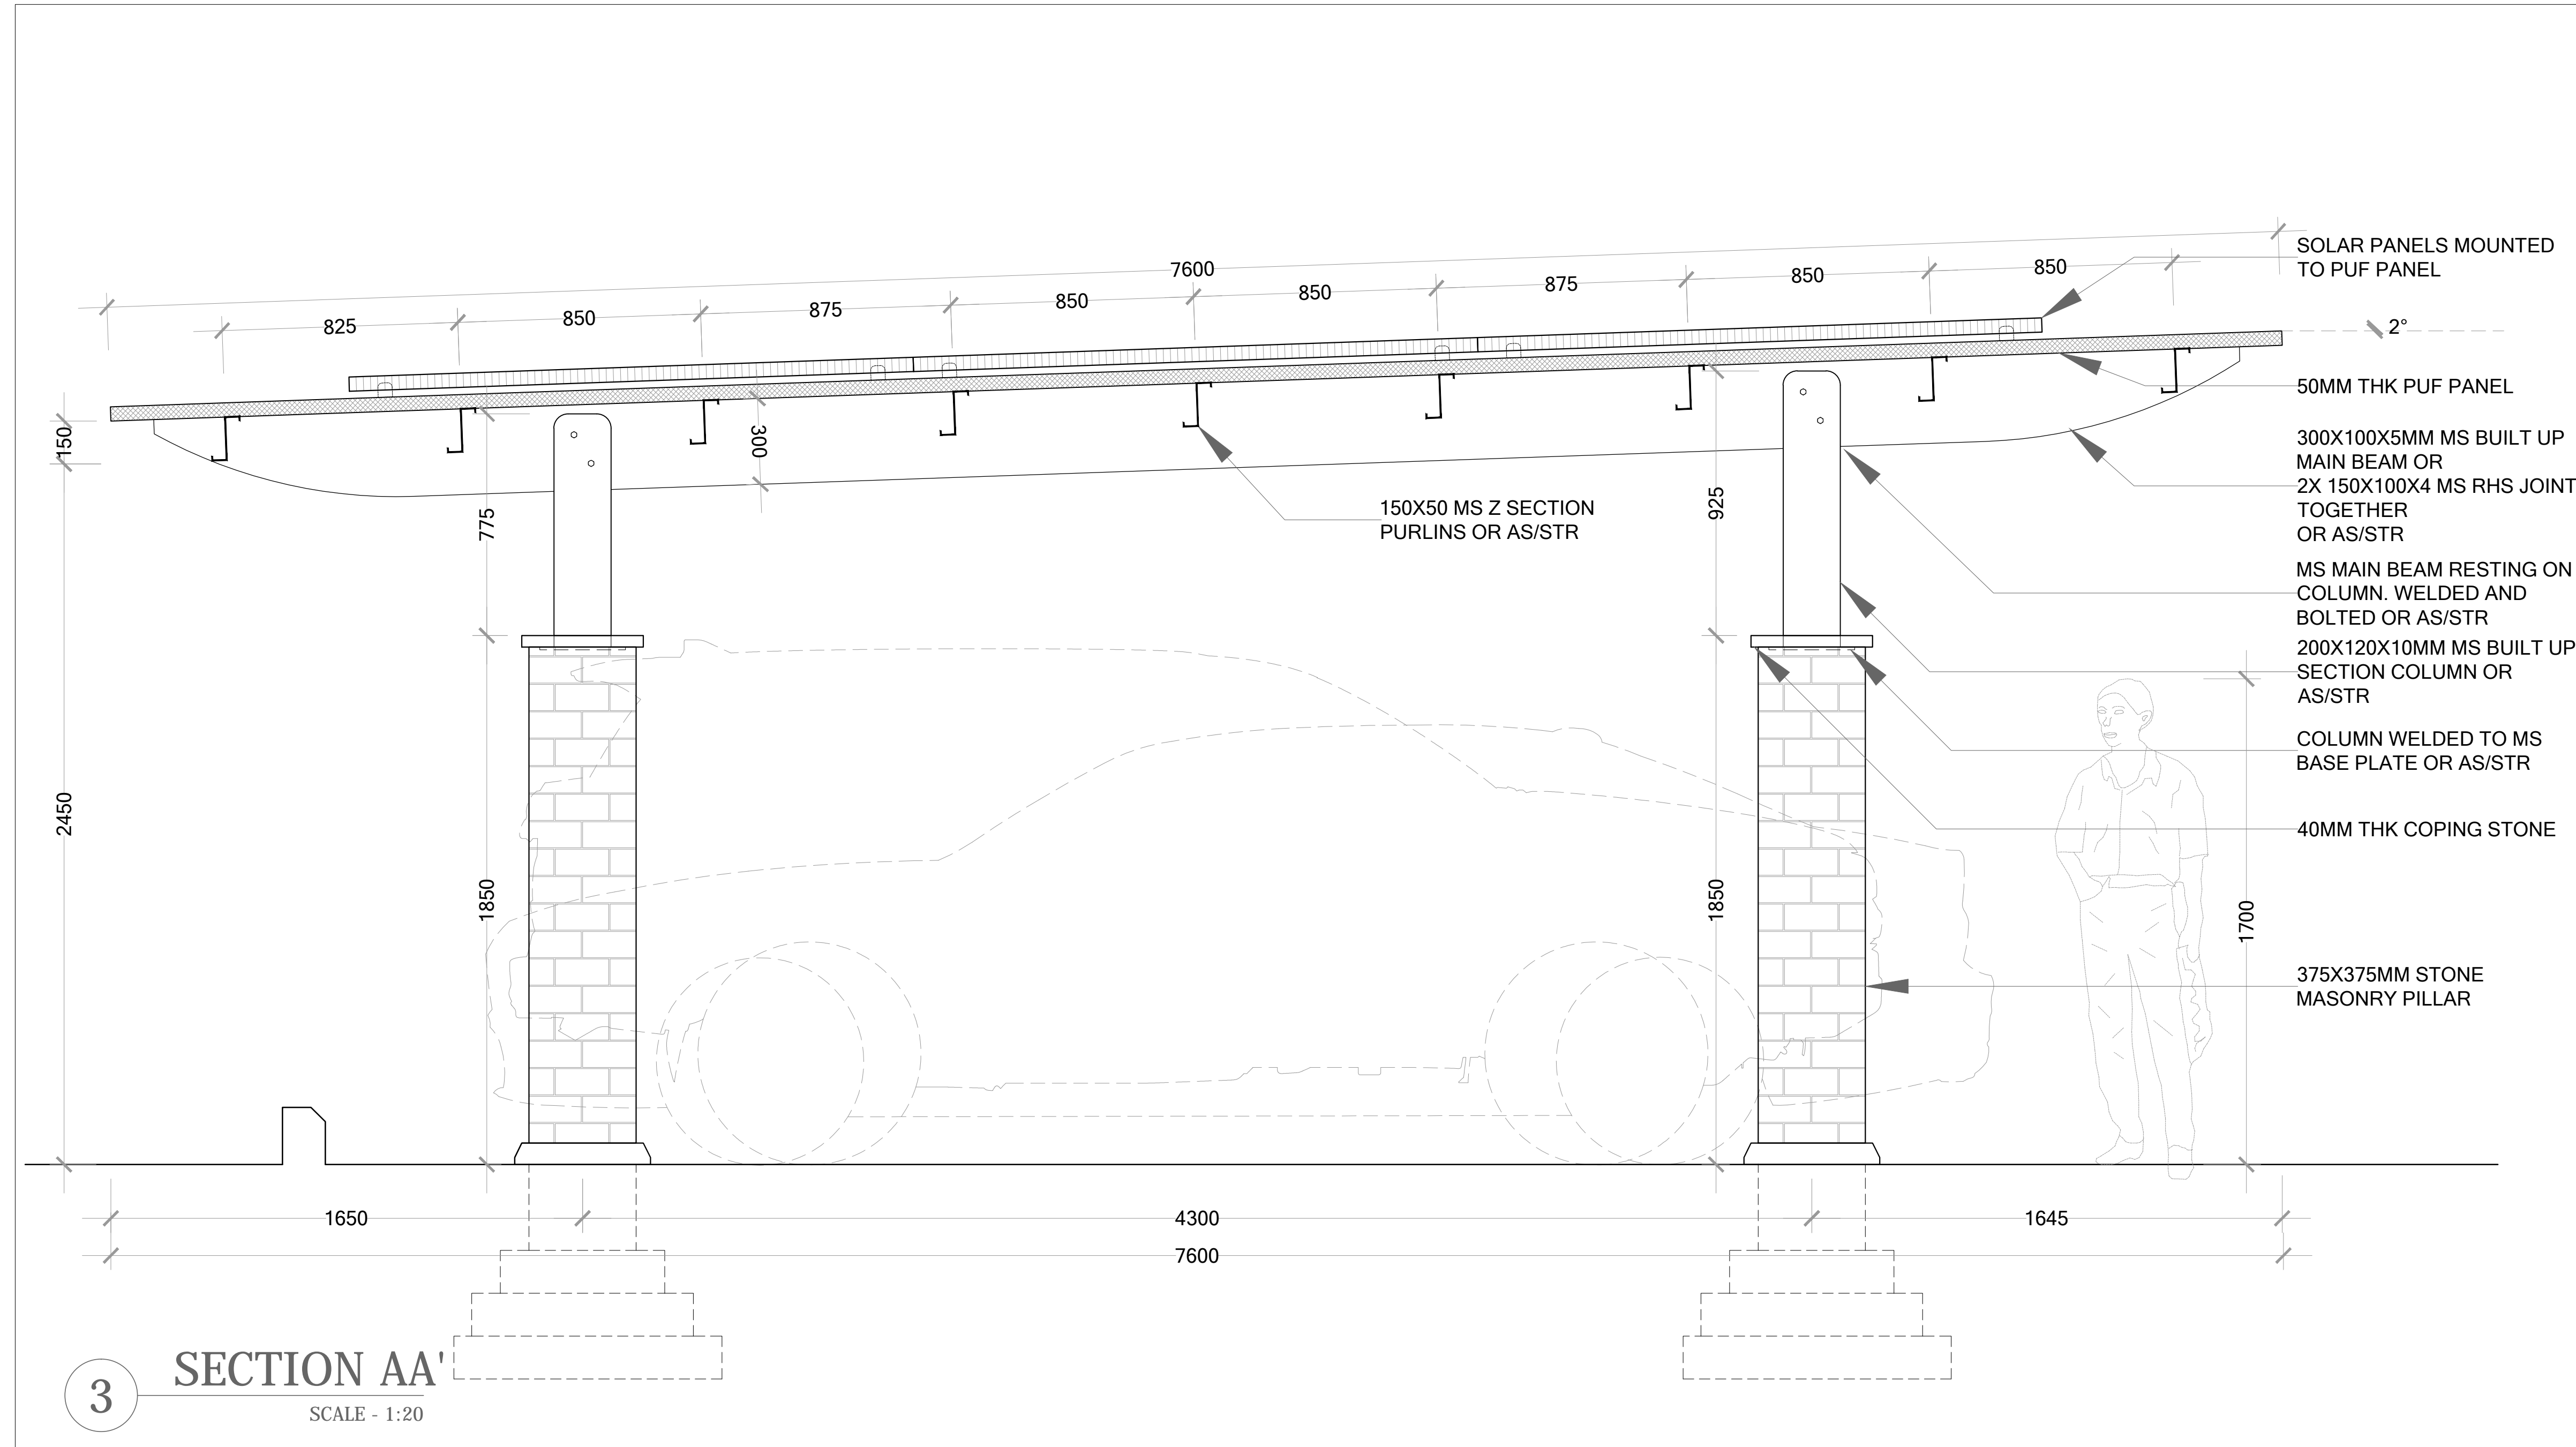 7600
825
850
875
850
850
875
850
850
SOLAR PANELS MOUNTED
TO PUF PANEL
2°
50MM THK PUF PANEL
150
300
300X100X5MM MS BUILT UP
MAIN BEAM OR
2X 150X100X4 MS RHS JOINT
TOGETHER
OR AS/STR
775
925
150X50 MS Z SECTION
PURLINS OR AS/STR
MS MAIN BEAM RESTING ON
COLUMN. WELDED AND
BOLTED OR AS/STR
200X120X10MM MS BUILT UP
SECTION COLUMN OR
AS/STR
COLUMN WELDED TO MS
BASE PLATE OR AS/STR
40MM THK COPING STONE
2450
1850
1850
1700
375X375MM STONE
MASONRY PILLAR
1650
4300
1645
7600
3
SECTION AA'
SCALE - 1:20